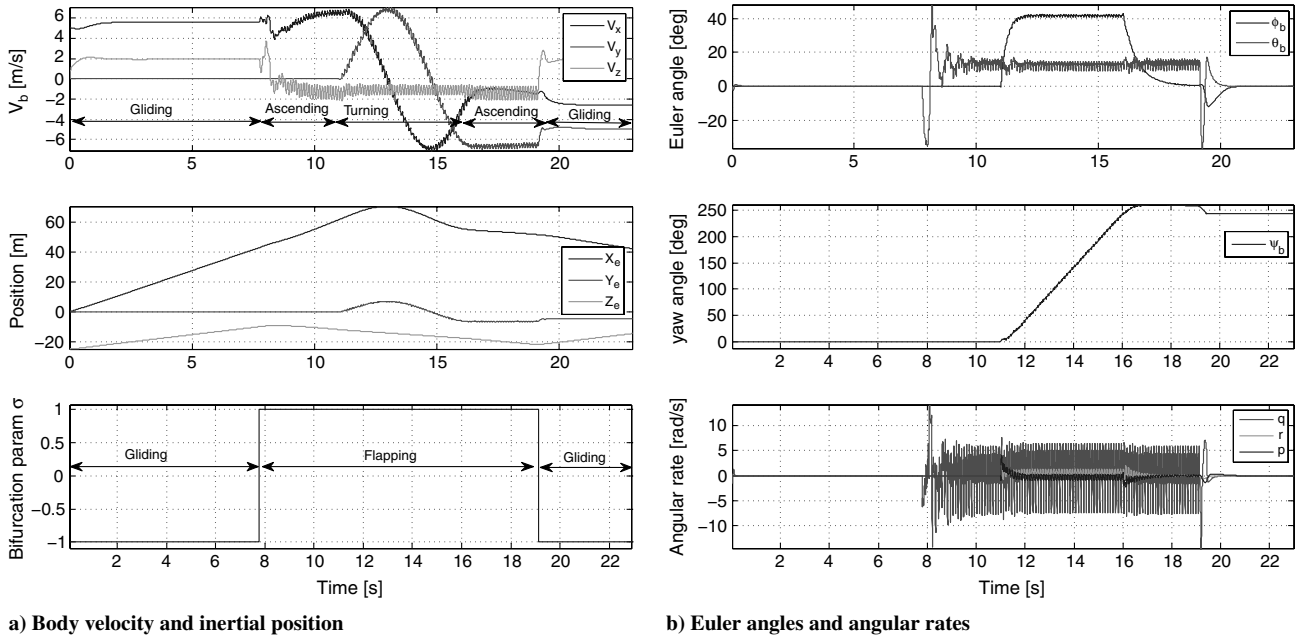 V_b [m/s]
6
4
2
0
−2
−4
−6
V_x
V_y
V_z
Gliding
Ascending
Turning
Ascending
Gliding
0
5
10
15
20
Position [m]
60
40
20
0
−20
X_e
Y_e
Z_e
0
5
10
15
20
Bifurcation param σ
1
0.5
0
−0.5
−1
Gliding
Flapping
Gliding
2
4
6
8
10
12
14
16
18
20
22
Time [s]
a) Body velocity and inertial position
Euler angle [deg]
40
20
0
−20
ϕ_b
θ_b
0
5
10
15
20
yaw angle [deg]
250
200
150
100
50
0
ψ_b
2
4
6
8
10
12
14
16
18
20
22
Angular rate [rad/s]
10
5
0
−5
−10
q
r
p
2
4
6
8
10
12
14
16
18
20
22
Time [s]
b) Euler angles and angular rates